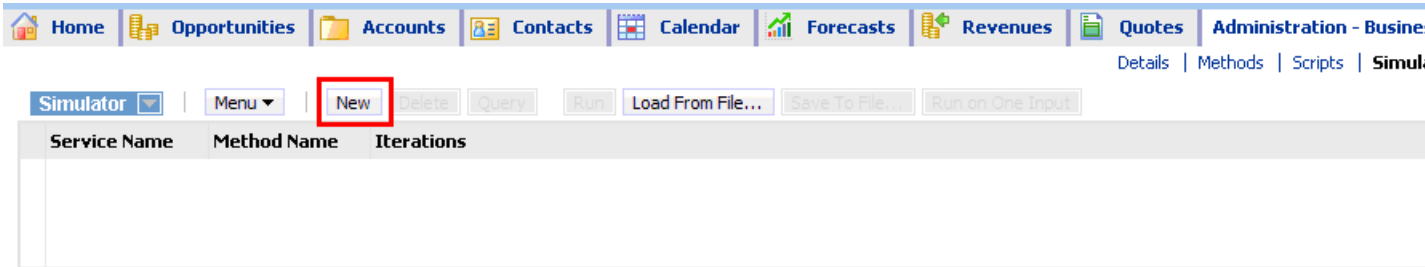 Home Opportunities Accounts Contacts Calendar Forecasts Revenues Quotes Administration - Busines
Details | Methods | Scripts | Simula
Simulator | Menu | New Delete Query Run Load From File... Save To File... Run on One Input
Service Name Method Name Iterations